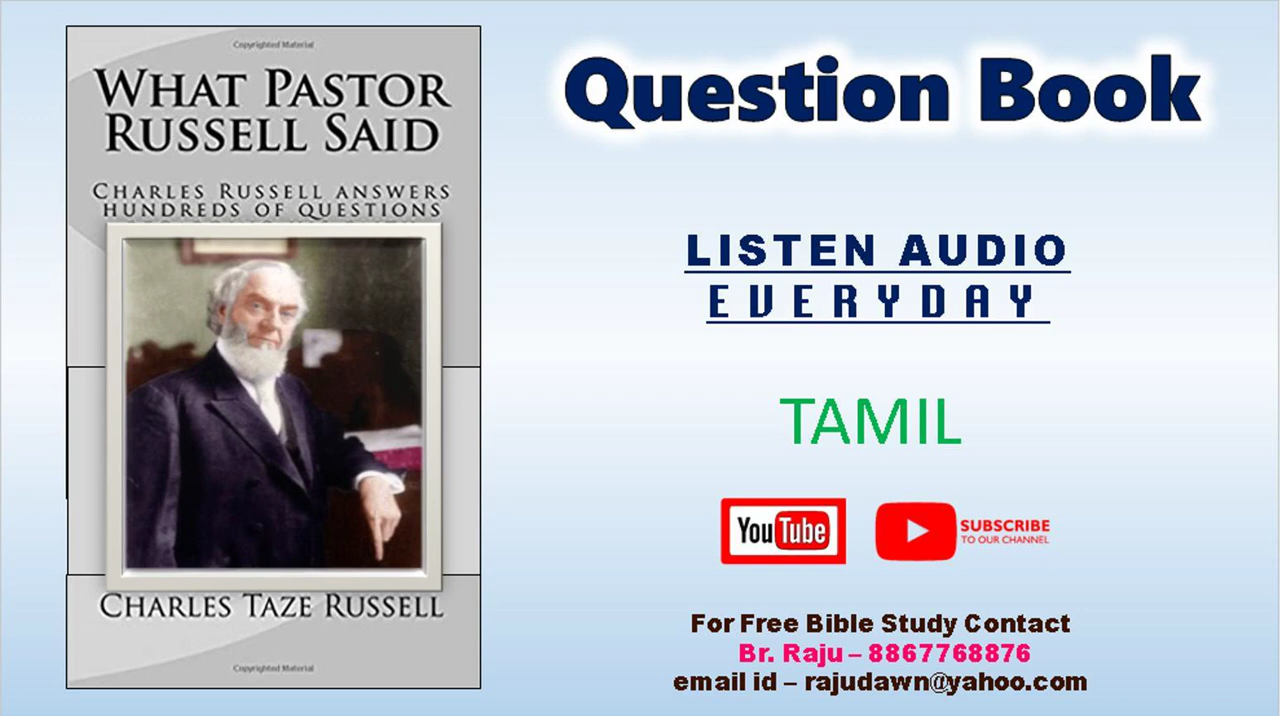 Copyrighted Material
WHAT PASTOR
RUSSELL SAID
CHARLES RUSSELL ANSWERS
HUNDREDS OF QUESTIONS
CHARLES TAZE RUSSELL
Copyrighted Material
Question Book
LISTEN AUDIO
EVERYDAY
TAMIL
YouTube
SUBSCRIBE
TO OUR CHANNEL
For Free Bible Study Contact
Br. Raju – 8867768876
email id – rajudawn@yahoo.com